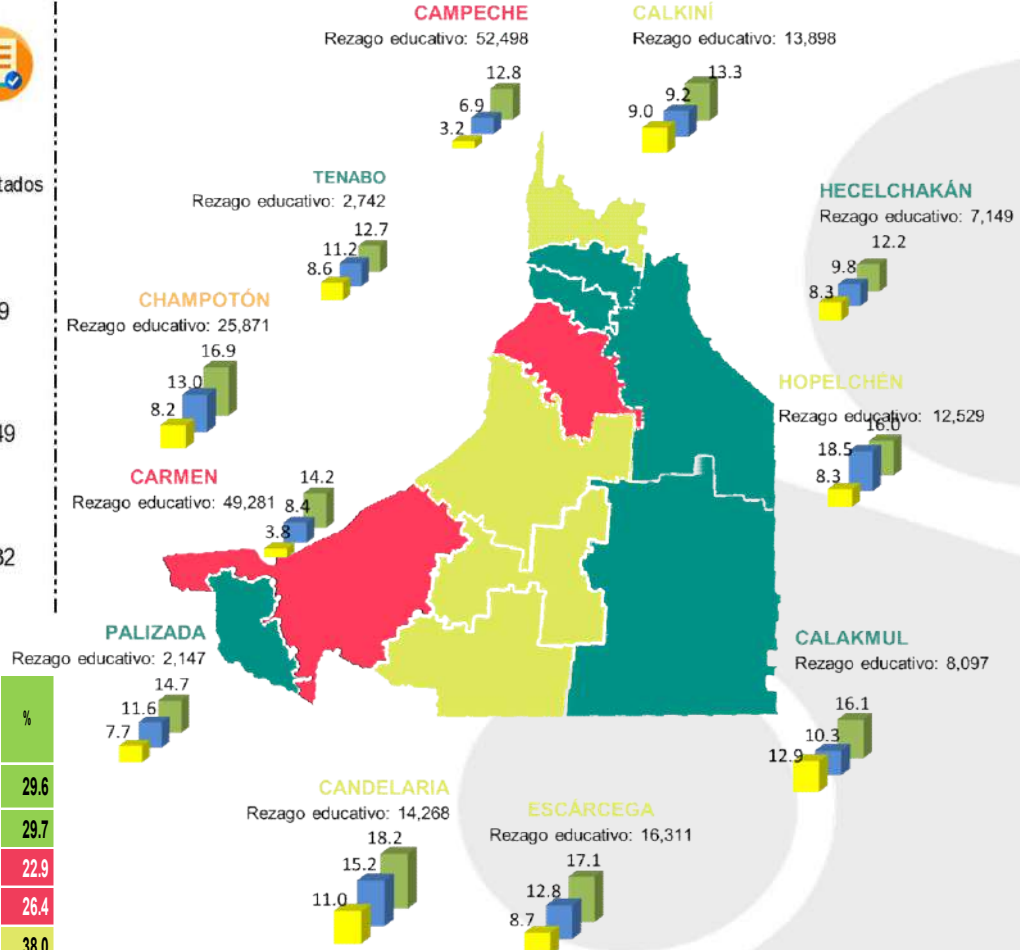 CAMPECHE
Rezago educativo: 52,498
12.8
6.9
3.2
CALKINÍ
Rezago educativo: 13,898
13.3
9.2
9.0
TENABO
Rezago educativo: 2,742
12.7
11.2
8.6
HECELCHAKÁN
Rezago educativo: 7,149
12.2
9.8
8.3
CHAMPOTÓN
Rezago educativo: 25,871
16.9
13.0
8.2
HOPELCHÉN
Rezago educativo: 12,529
16.0
18.5
8.3
CARMEN
Rezago educativo: 49,281
14.2
8.4
3.8
PALIZADA
Rezago educativo: 2,147
14.7
11.6
7.7
CALAKMUL
Rezago educativo: 8,097
16.1
10.3
12.9
CANDELARIA
Rezago educativo: 14,268
18.2
15.2
11.0
ESCÁRCEGA
Rezago educativo: 16,311
17.1
12.8
8.7
%
29.6
29.7
22.9
26.4
38.0